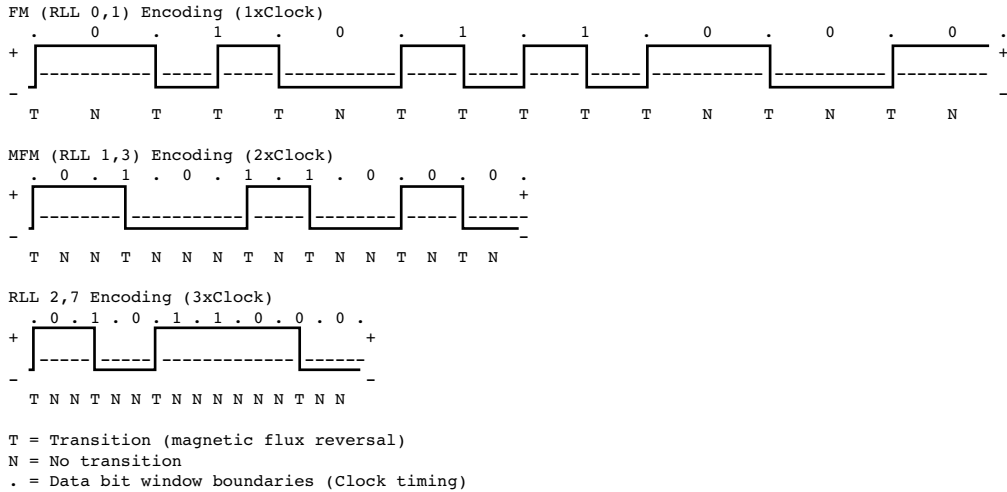 FM (RLL 0,1) Encoding (1xClock)
. 0 . 1 . 0 . 1 . 1 . 0 . 0 . 0 .
+ +
- -
T N T T T N T T T T T N T N T N
MFM (RLL 1,3) Encoding (2xClock)
. 0 . 1 . 0 . 1 . 1 . 0 . 0 . 0 .
+ +
- -
T N N T N N N T N T N N T N T N
RLL 2,7 Encoding (3xClock)
. 0 . 1 . 0 . 1 . 1 . 0 . 0 . 0 .
+ +
- -
T N N T N N T N N N N N N T N N
T = Transition (magnetic flux reversal)
N = No transition
. = Data bit window boundaries (Clock timing)